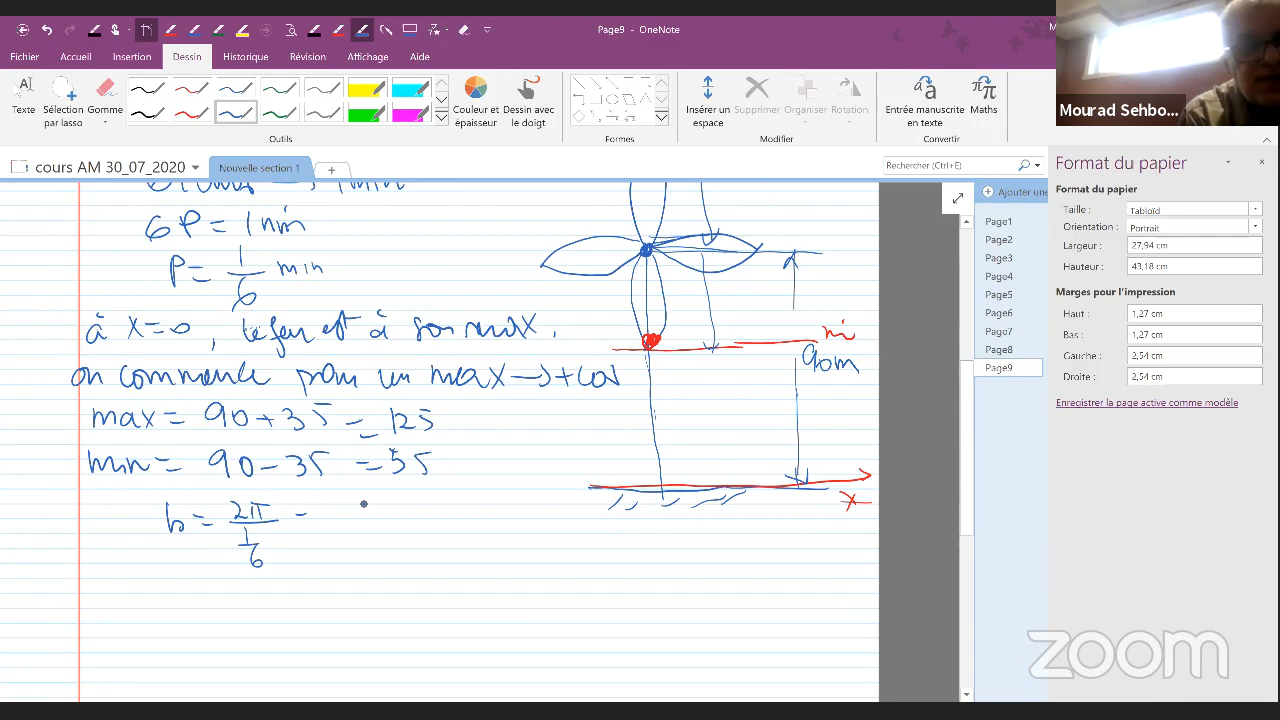 Page9 - OneNote
Fichier Accueil Insertion Dessin Historique Révision Affichage Aide
Texte
Sélection par lasso
Gomme
Couleur et épaisseur
Dessin avec le doigt
Insérer un espace
Supprimer
Organiser
Rotation
Entrée manuscrite en texte
Maths
Outils
Formes
Modifier
Convertir
Mourad Sehbo...
cours AM 30_07_2020
Nouvelle section 1
+
Rechercher (Ctrl+E)
1 min
6P = 1 min
P = 1/6 min
à x=0, le feu est à son max.
on commence pour un max → + cos
max = 90 + 35 = 125
min = 90 - 35 = 55
b = 2π / 1/6 =
90m
x
Ajouter une
Page1
Page2
Page3
Page4
Page5
Page6
Page7
Page8
Page9
Format du papier
Format du papier
Taille : Tabloïd
Orientation : Portrait
Largeur : 27,94 cm
Hauteur : 43,18 cm
Marges pour l'impression
Haut : 1,27 cm
Bas : 1,27 cm
Gauche : 2,54 cm
Droite : 2,54 cm
Enregistrer la page active comme modèle
zoom